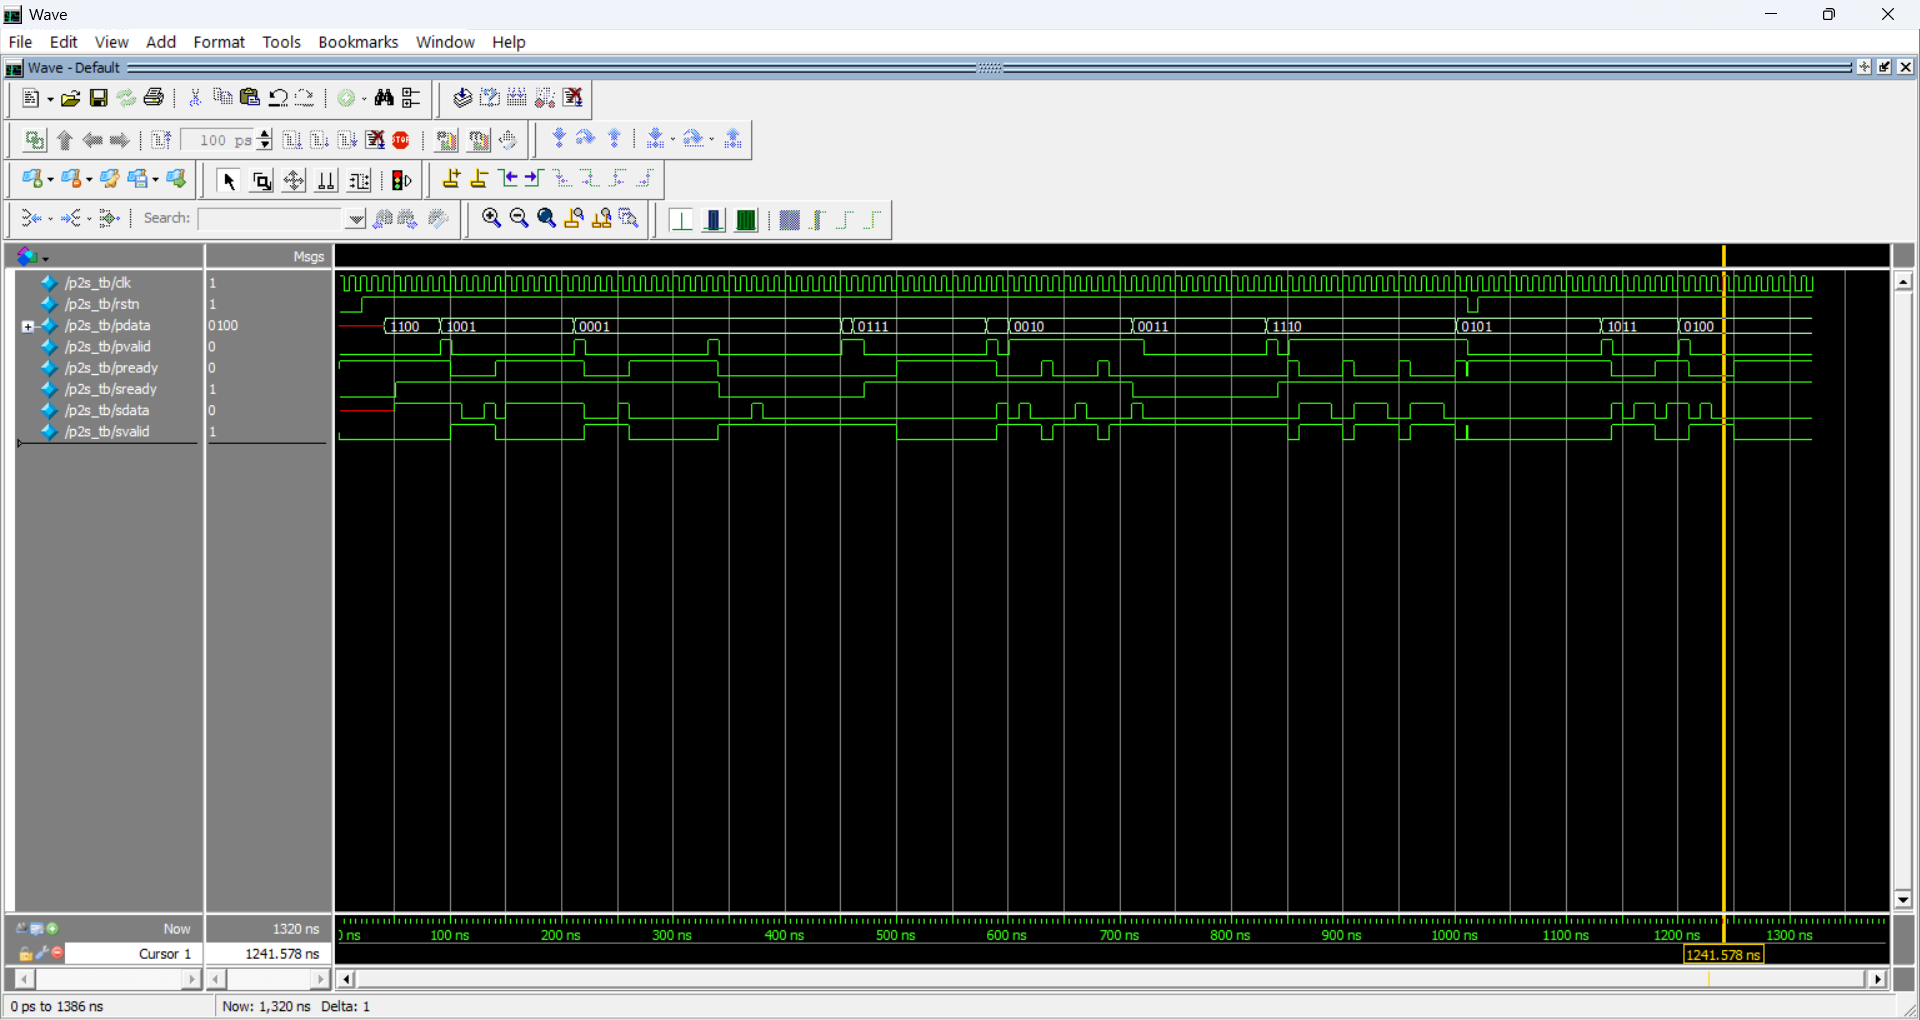 Wave
File Edit View Add Format Tools Bookmarks Window Help
Wave - Default
100 ps
STOP
Search:
Msgs
/p2s_tb/clk 1
/p2s_tb/rstn 1
/p2s_tb/pdata 0100 1100 1001 0001 0111 0010 0011 1110 0101 1011 0100
/p2s_tb/pvalid 0
/p2s_tb/pready 0
/p2s_tb/sready 1
/p2s_tb/sdata 0
/p2s_tb/svalid 1
Now 1320 ns ns 100 ns 200 ns 300 ns 400 ns 500 ns 600 ns 700 ns 800 ns 900 ns 1000 ns 1100 ns 1200 ns 1300 ns
Cursor 1 1241.578 ns 1241.578 ns
0 ps to 1386 ns Now: 1,320 ns Delta: 1